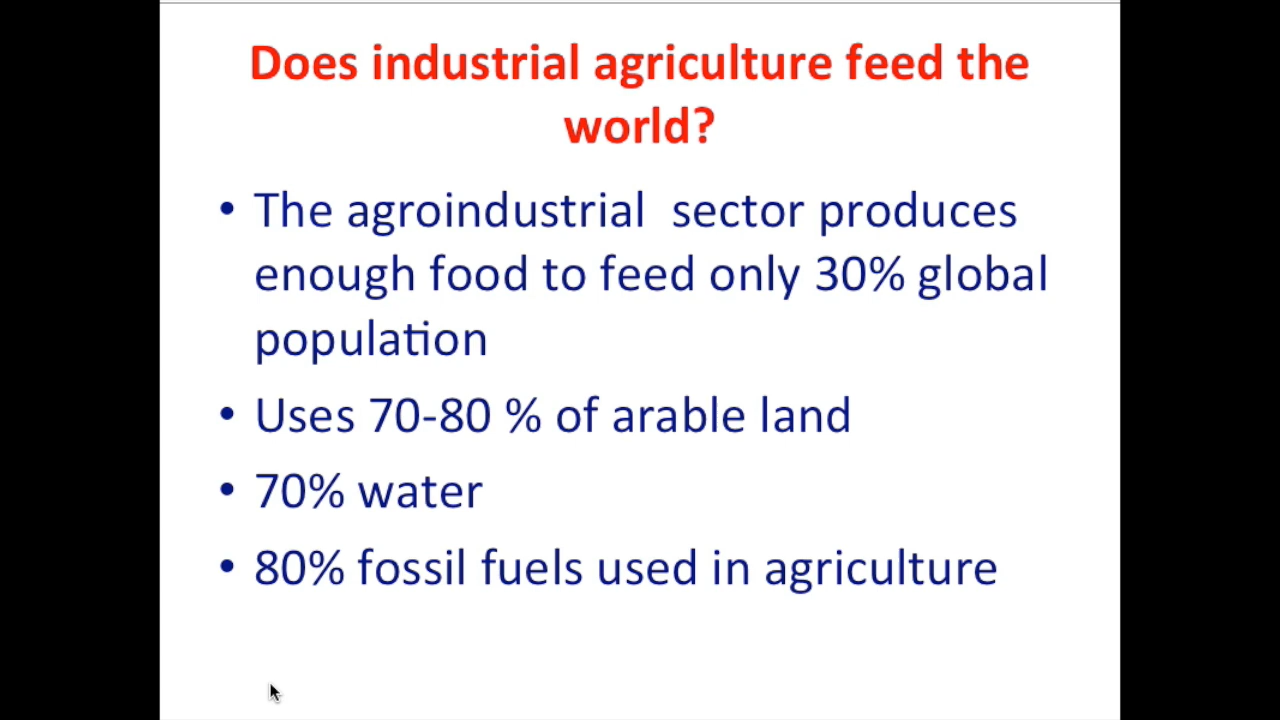 Does industrial agriculture feed the
world?
• The agroindustrial  sector produces
enough food to feed only 30% global
population
• Uses 70-80 % of arable land
• 70% water
• 80% fossil fuels used in agriculture